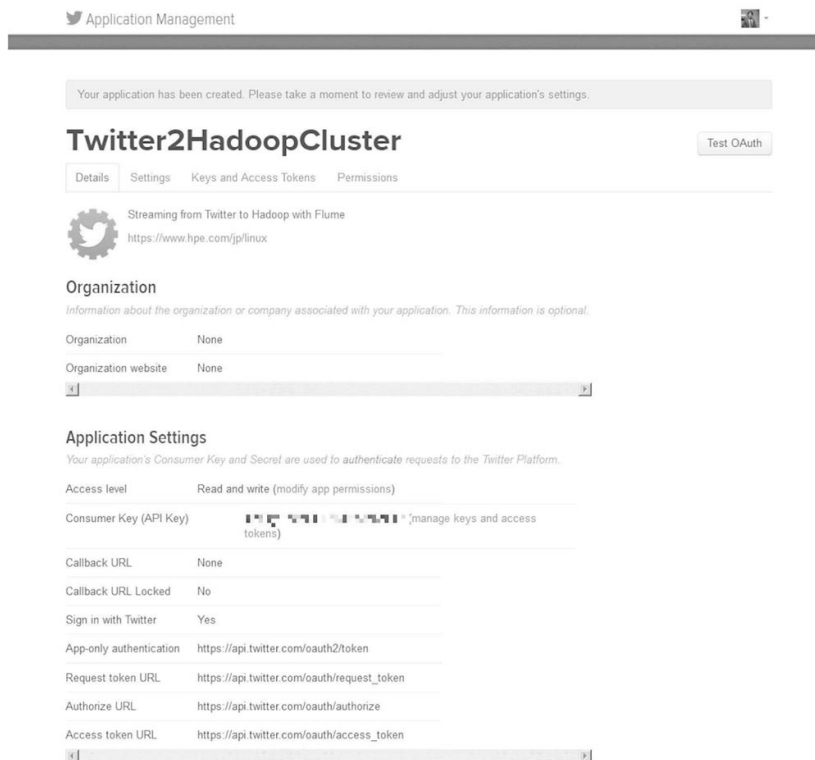 Application Management
Your application has been created. Please take a moment to review and adjust your application's settings.
Twitter2HadoopCluster
Test OAuth
Details Settings Keys and Access Tokens Permissions
Streaming from Twitter to Hadoop with Flume
https://www.hpe.com/jp/linux
Organization
Information about the organization or company associated with your application. This information is optional.
Organization None
Organization website None
Application Settings
Your application's Consumer Key and Secret are used to authenticate requests to the Twitter Platform.
Access level Read and write (modify app permissions)
Consumer Key (API Key) (manage keys and access
tokens)
Callback URL None
Callback URL Locked No
Sign in with Twitter Yes
App-only authentication https://api.twitter.com/oauth2/token
Request token URL https://api.twitter.com/oauth/request_token
Authorize URL https://api.twitter.com/oauth/authorize
Access token URL https://api.twitter.com/oauth/access_token